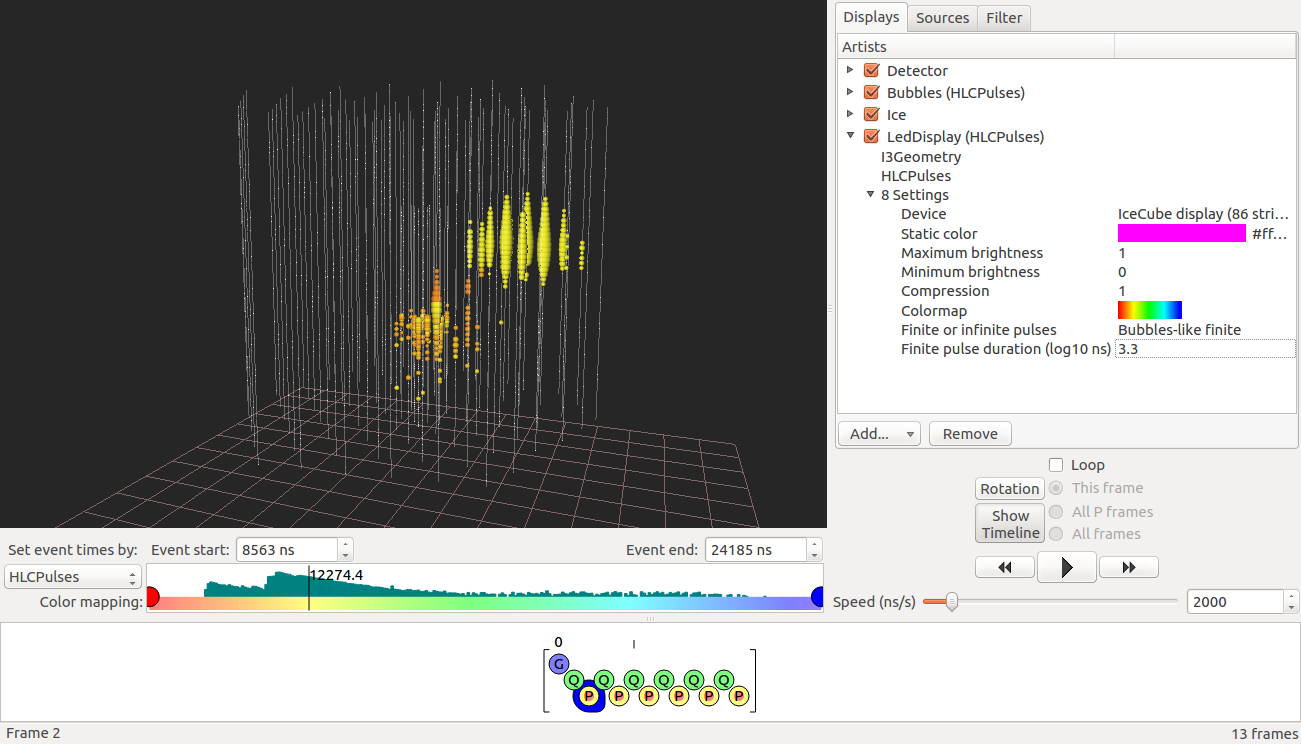 Displays Sources Filter
Artists
Detector
Bubbles (HLCPulses)
Ice
LedDisplay (HLCPulses)
I3Geometry
HLCPulses
8 Settings
Device IceCube display (86 stri...
Static color #ff...
Maximum brightness 1
Minimum brightness 0
Compression 1
Colormap
Finite or infinite pulses Bubbles-like finite
Finite pulse duration (log10 ns) 3.3
Add... Remove
Loop
Rotation This frame
Show Timeline All P frames
All frames
Speed (ns/s) 2000
Set event times by: Event start: 8563 ns Event end: 24185 ns
HLCPulses 12274.4
Color mapping:
0
G
Q Q Q Q Q Q
P P P P P P
Frame 2 13 frames